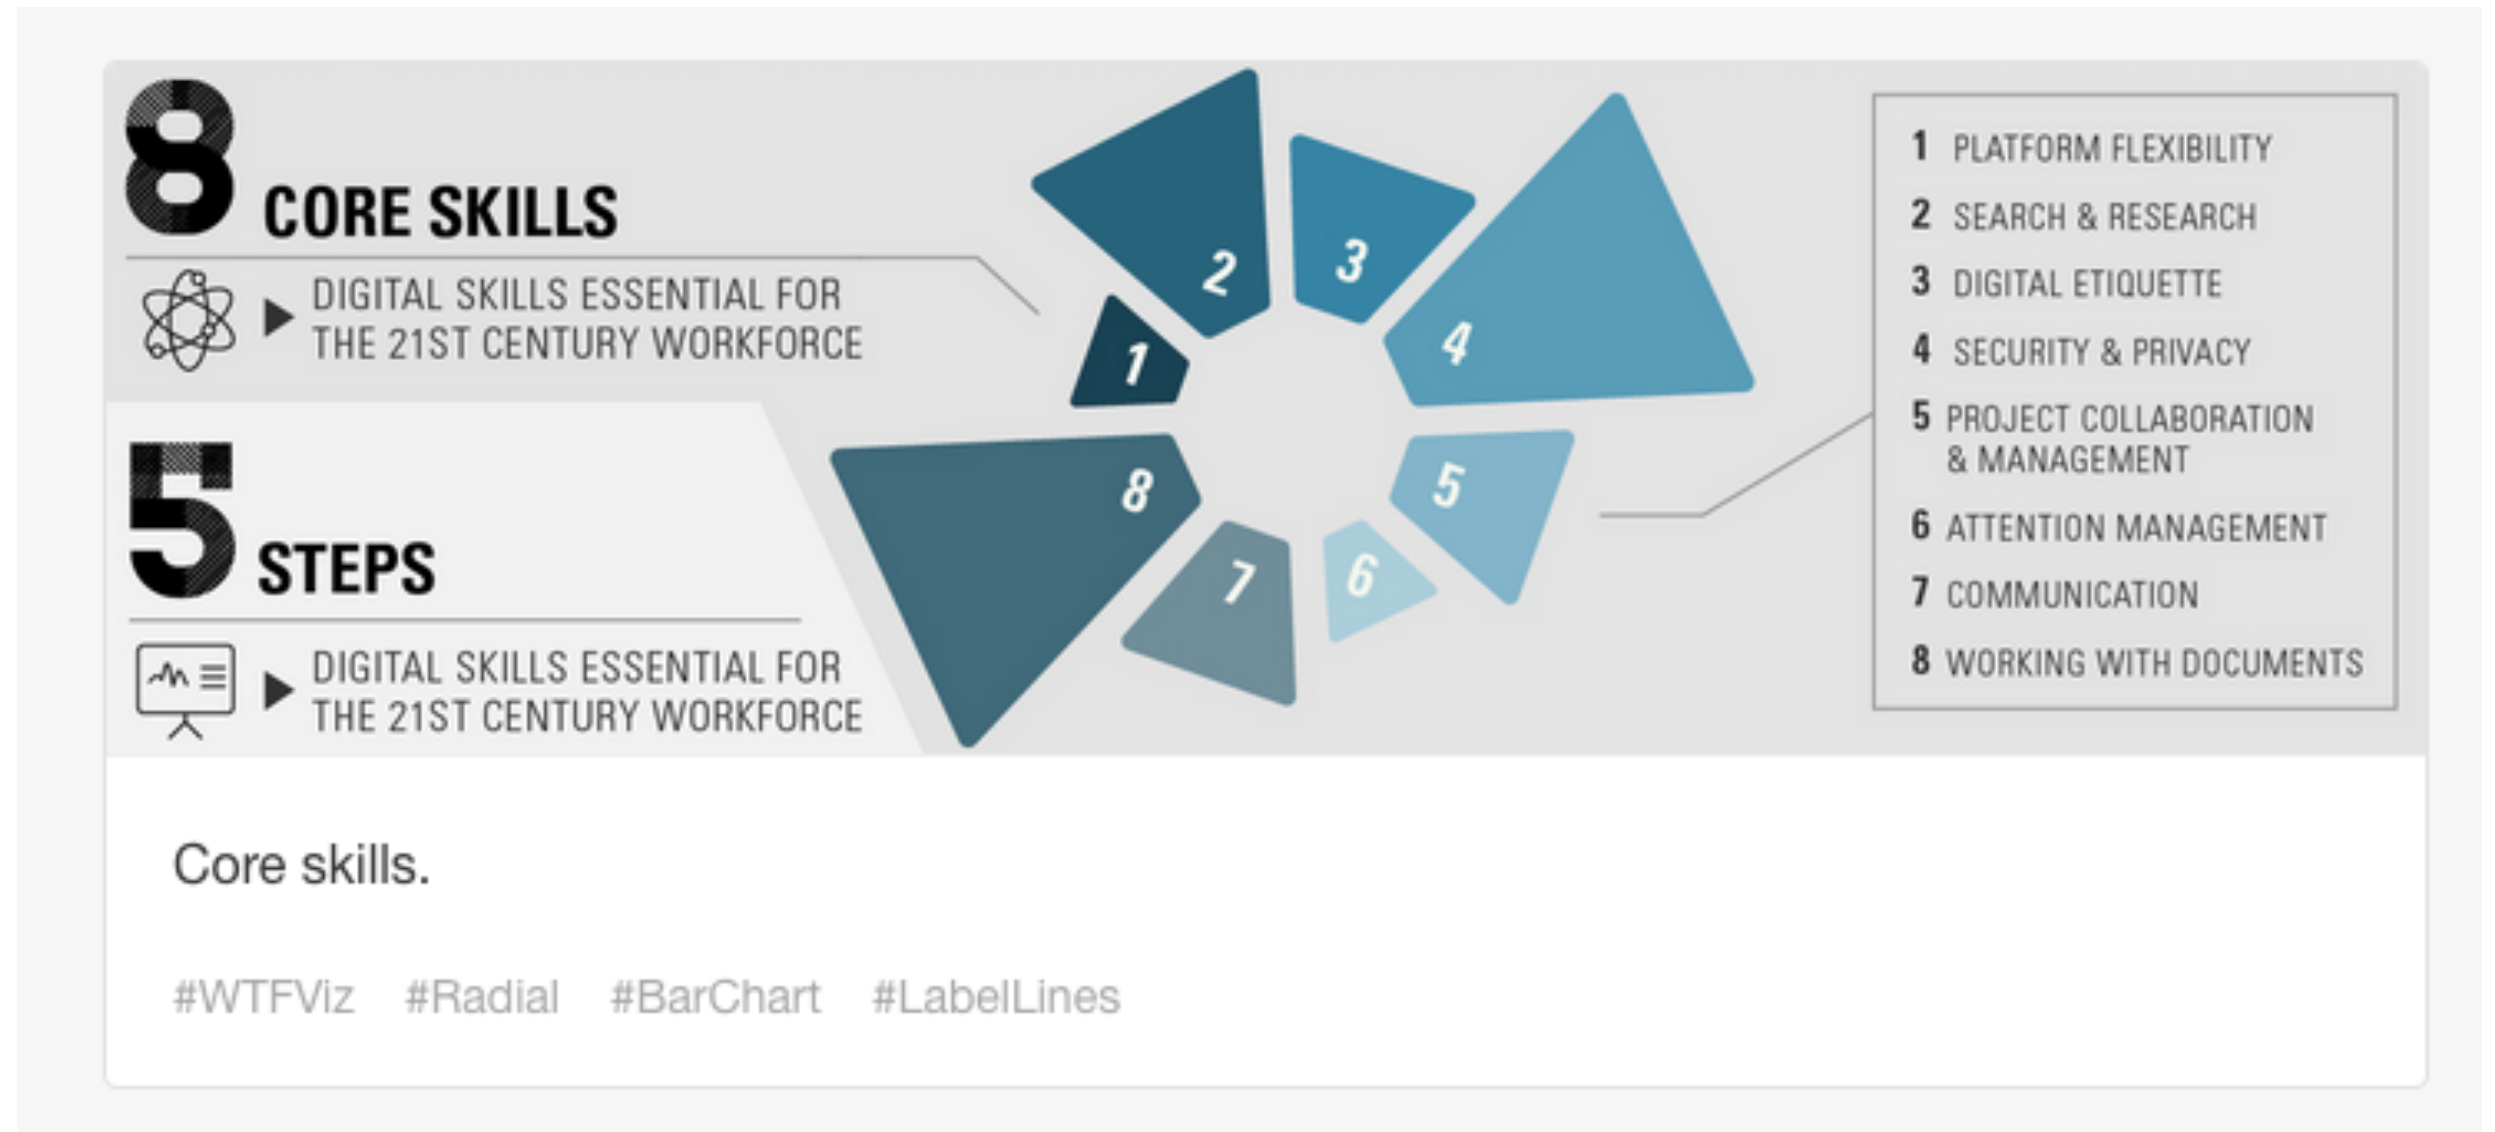 8 CORE SKILLS
DIGITAL SKILLS ESSENTIAL FOR
THE 21ST CENTURY WORKFORCE
5 STEPS
DIGITAL SKILLS ESSENTIAL FOR
THE 21ST CENTURY WORKFORCE
1
2
3
4
5
6
7
8
1 PLATFORM FLEXIBILITY
2 SEARCH & RESEARCH
3 DIGITAL ETIQUETTE
4 SECURITY & PRIVACY
5 PROJECT COLLABORATION
& MANAGEMENT
6 ATTENTION MANAGEMENT
7 COMMUNICATION
8 WORKING WITH DOCUMENTS
Core skills.
#WTFViz #Radial #BarChart #LabelLines